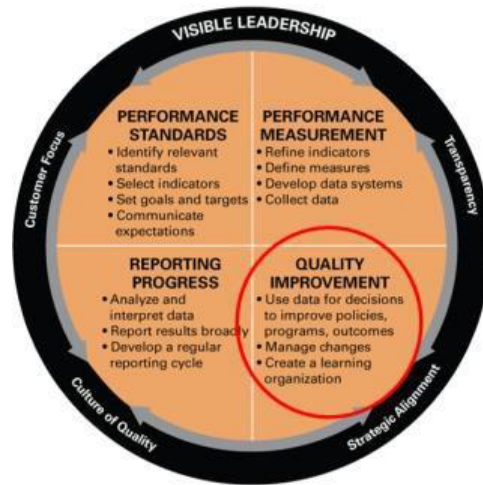 VISIBLE LEADERSHIP
Customer Focus
Transparency
PERFORMANCE
STANDARDS
• Identify relevant
standards
• Select indicators
• Set goals and targets
• Communicate
expectations
PERFORMANCE
MEASUREMENT
• Refine indicators
• Define measures
• Develop data systems
• Collect data
REPORTING
PROGRESS
• Analyze and
interpret data
• Report results broadly
• Develop a regular
reporting cycle
QUALITY
IMPROVEMENT
• Use data for decisions
to improve policies,
programs, outcomes
• Manage changes
• Create a learning
organization
Culture of Quality
Strategic Alignment